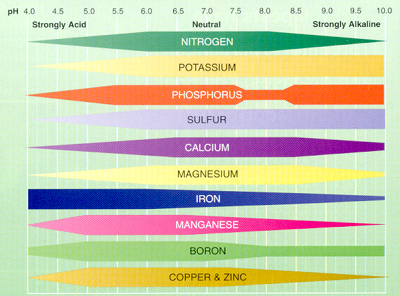 pH 4.0 4.5 5.0 5.5 6.0 6.5 7.0 7.5 8.0 8.5 9.0 9.5 10.0
Strongly Acid Neutral Strongly Alkaline
NITROGEN
POTASSIUM
PHOSPHORUS
SULFUR
CALCIUM
MAGNESIUM
IRON
MANGANESE
BORON
COPPER & ZINC